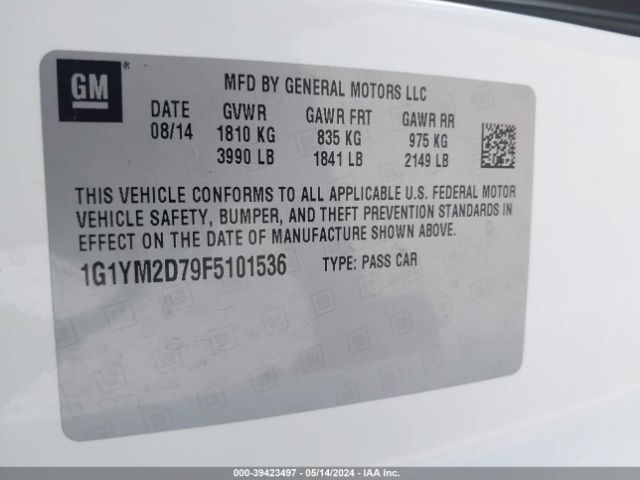 GM ®
MFD BY GENERAL MOTORS LLC
DATE GVWR GAWR FRT GAWR RR
08/14 1810 KG 835 KG 975 KG
3990 LB 1841 LB 2149 LB
THIS VEHICLE CONFORMS TO ALL APPLICABLE U.S. FEDERAL MOTOR
VEHICLE SAFETY, BUMPER, AND THEFT PREVENTION STANDARDS IN
EFFECT ON THE DATE OF MANUFACTURE SHOWN ABOVE.
1G1YM2D79F5101536 TYPE: PASS CAR
000-39423497 - 05/14/2024 - IAAI.COM